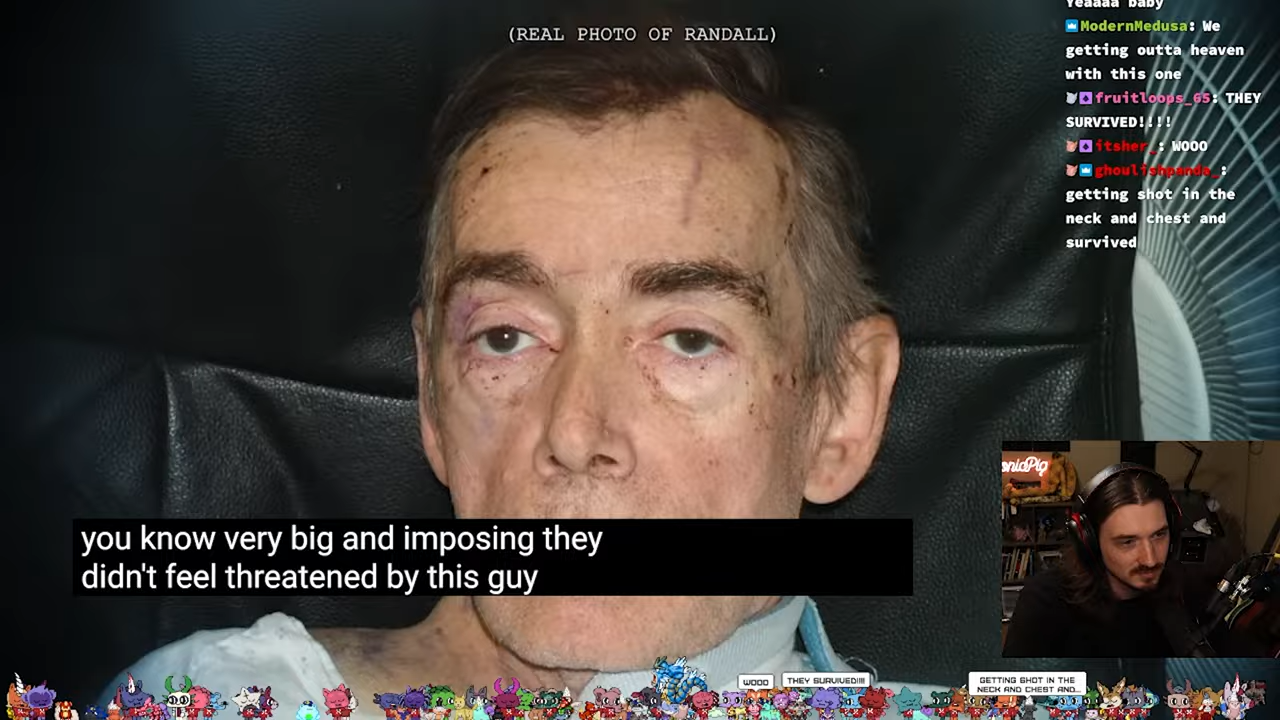 (REAL PHOTO OF RANDALL)
Yeaaaa baby
ModernMedusa: We
getting outta heaven
with this one
fruitloops_65: THEY
SURVIVED!!!!
itsher_: WOOO
ghoulishpanda_:
getting shot in the
neck and chest and
survived
you know very big and imposing they
didn't feel threatened by this guy
WOOO
THEY SURVIVED!!!!
GETTING SHOT IN THE
NECK AND CHEST AND...